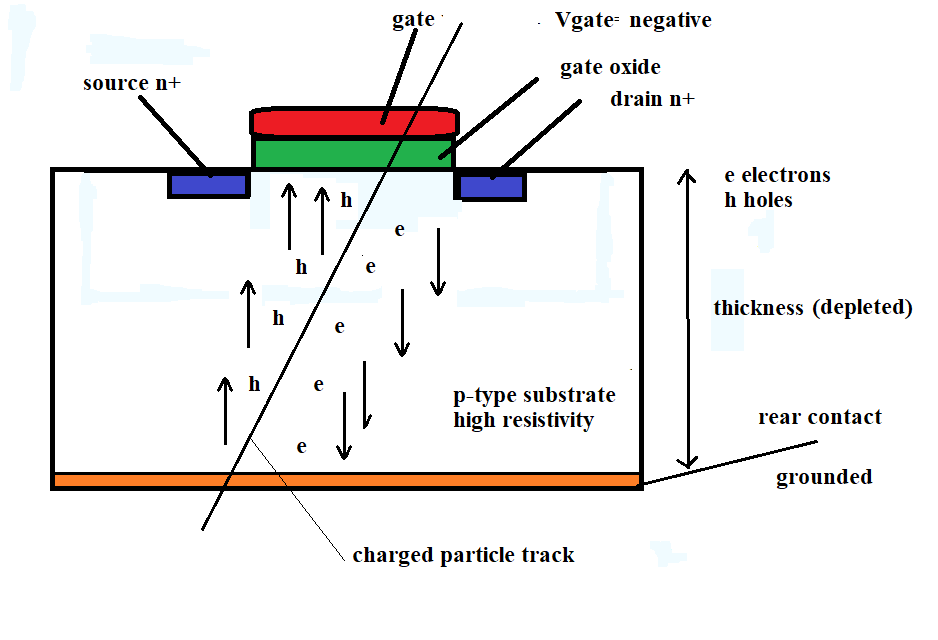 gate
Vgate= negative
source n+
gate oxide
drain n+
e electrons
h holes
h
e
h
e
h
e
h
e
e
thickness (depleted)
p-type substrate
high resistivity
rear contact
grounded
charged particle track